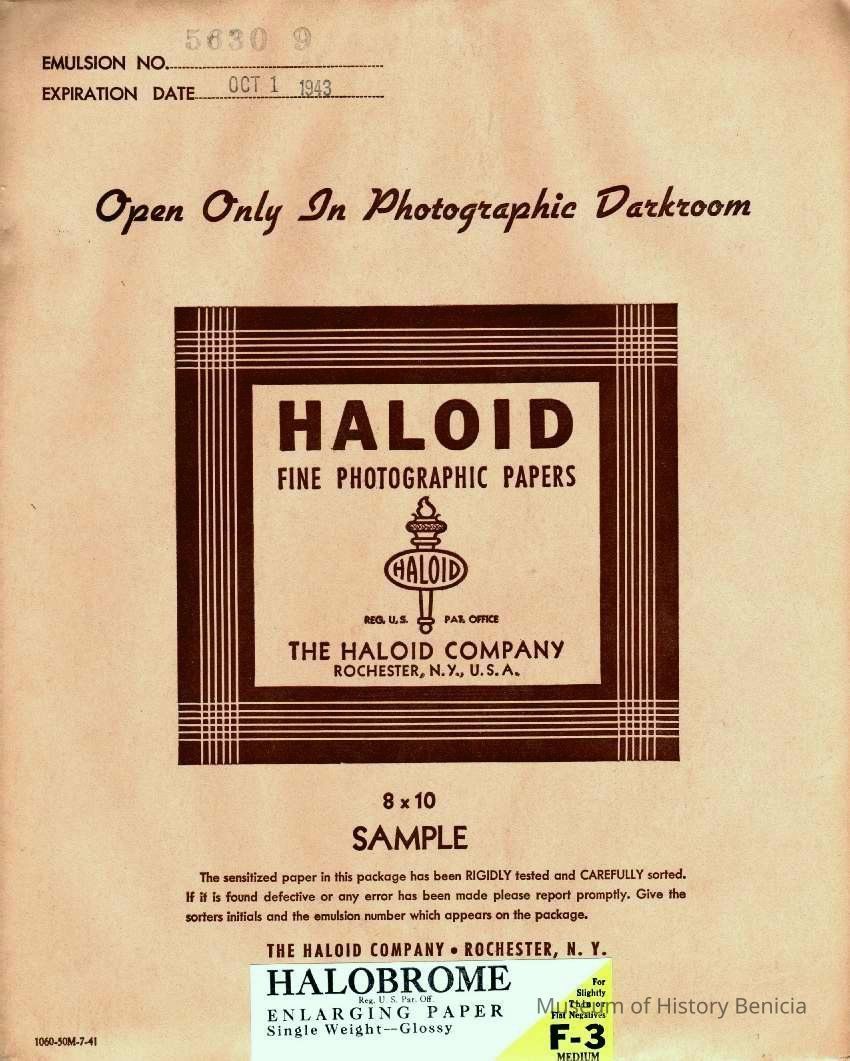 EMULSION NO. 5630 9
EXPIRATION DATE OCT 1 1943
Open Only In Photographic Darkroom
HALOID
FINE PHOTOGRAPHIC PAPERS
HALOID
REG. U.S. PAT. OFFICE
THE HALOID COMPANY
ROCHESTER, N.Y., U.S.A.
8 x 10
SAMPLE
The sensitized paper in this package has been RIGIDLY tested and CAREFULLY sorted.
If it is found defective or any error has been made please report promptly. Give the
sorters initials and the emulsion number which appears on the package.
THE HALOID COMPANY • ROCHESTER, N. Y.
HALOBROME
Reg. U. S. Pat. Off.
ENLARGING PAPER
Single Weight--Glossy
For
Slightly
Thin or
Flat Negatives
F-3
MEDIUM
Museum of History Benicia
1060-50M-7-41